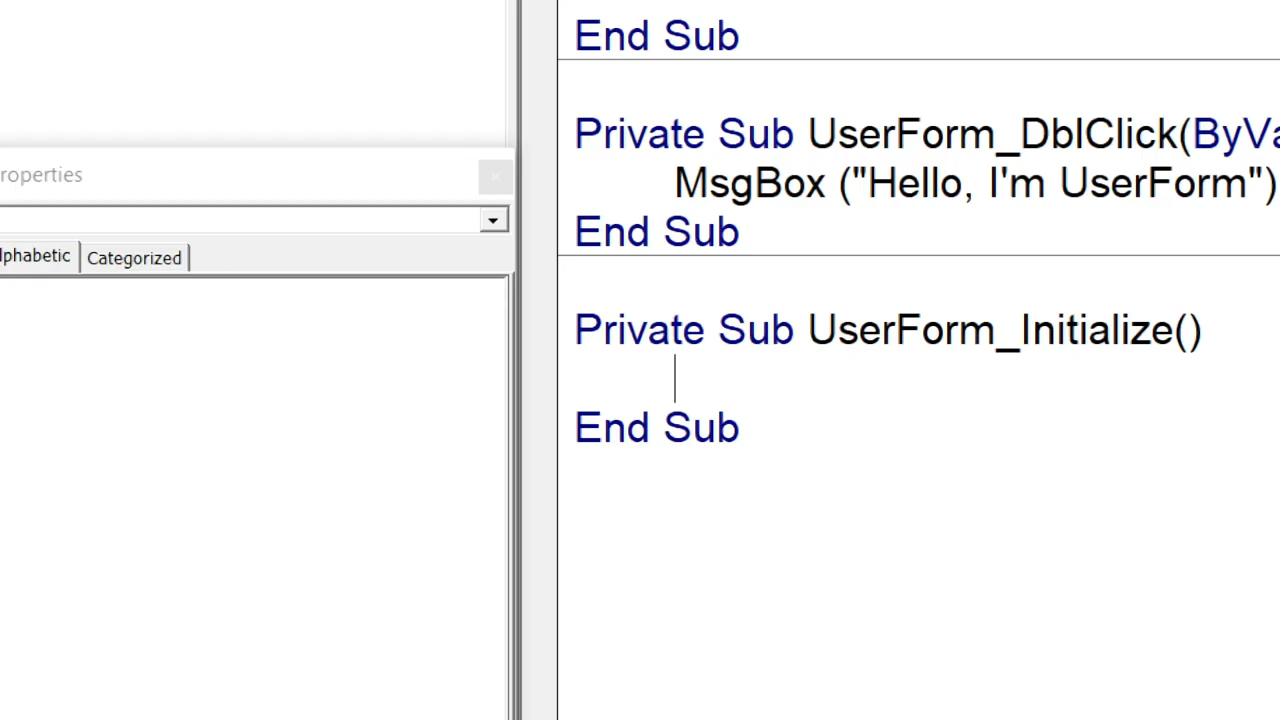 End Sub
Private Sub UserForm_DblClick(ByVa
MsgBox ("Hello, I'm UserForm")
End Sub
Private Sub UserForm_Initialize()
End Sub
roperties
lphabetic
Categorized